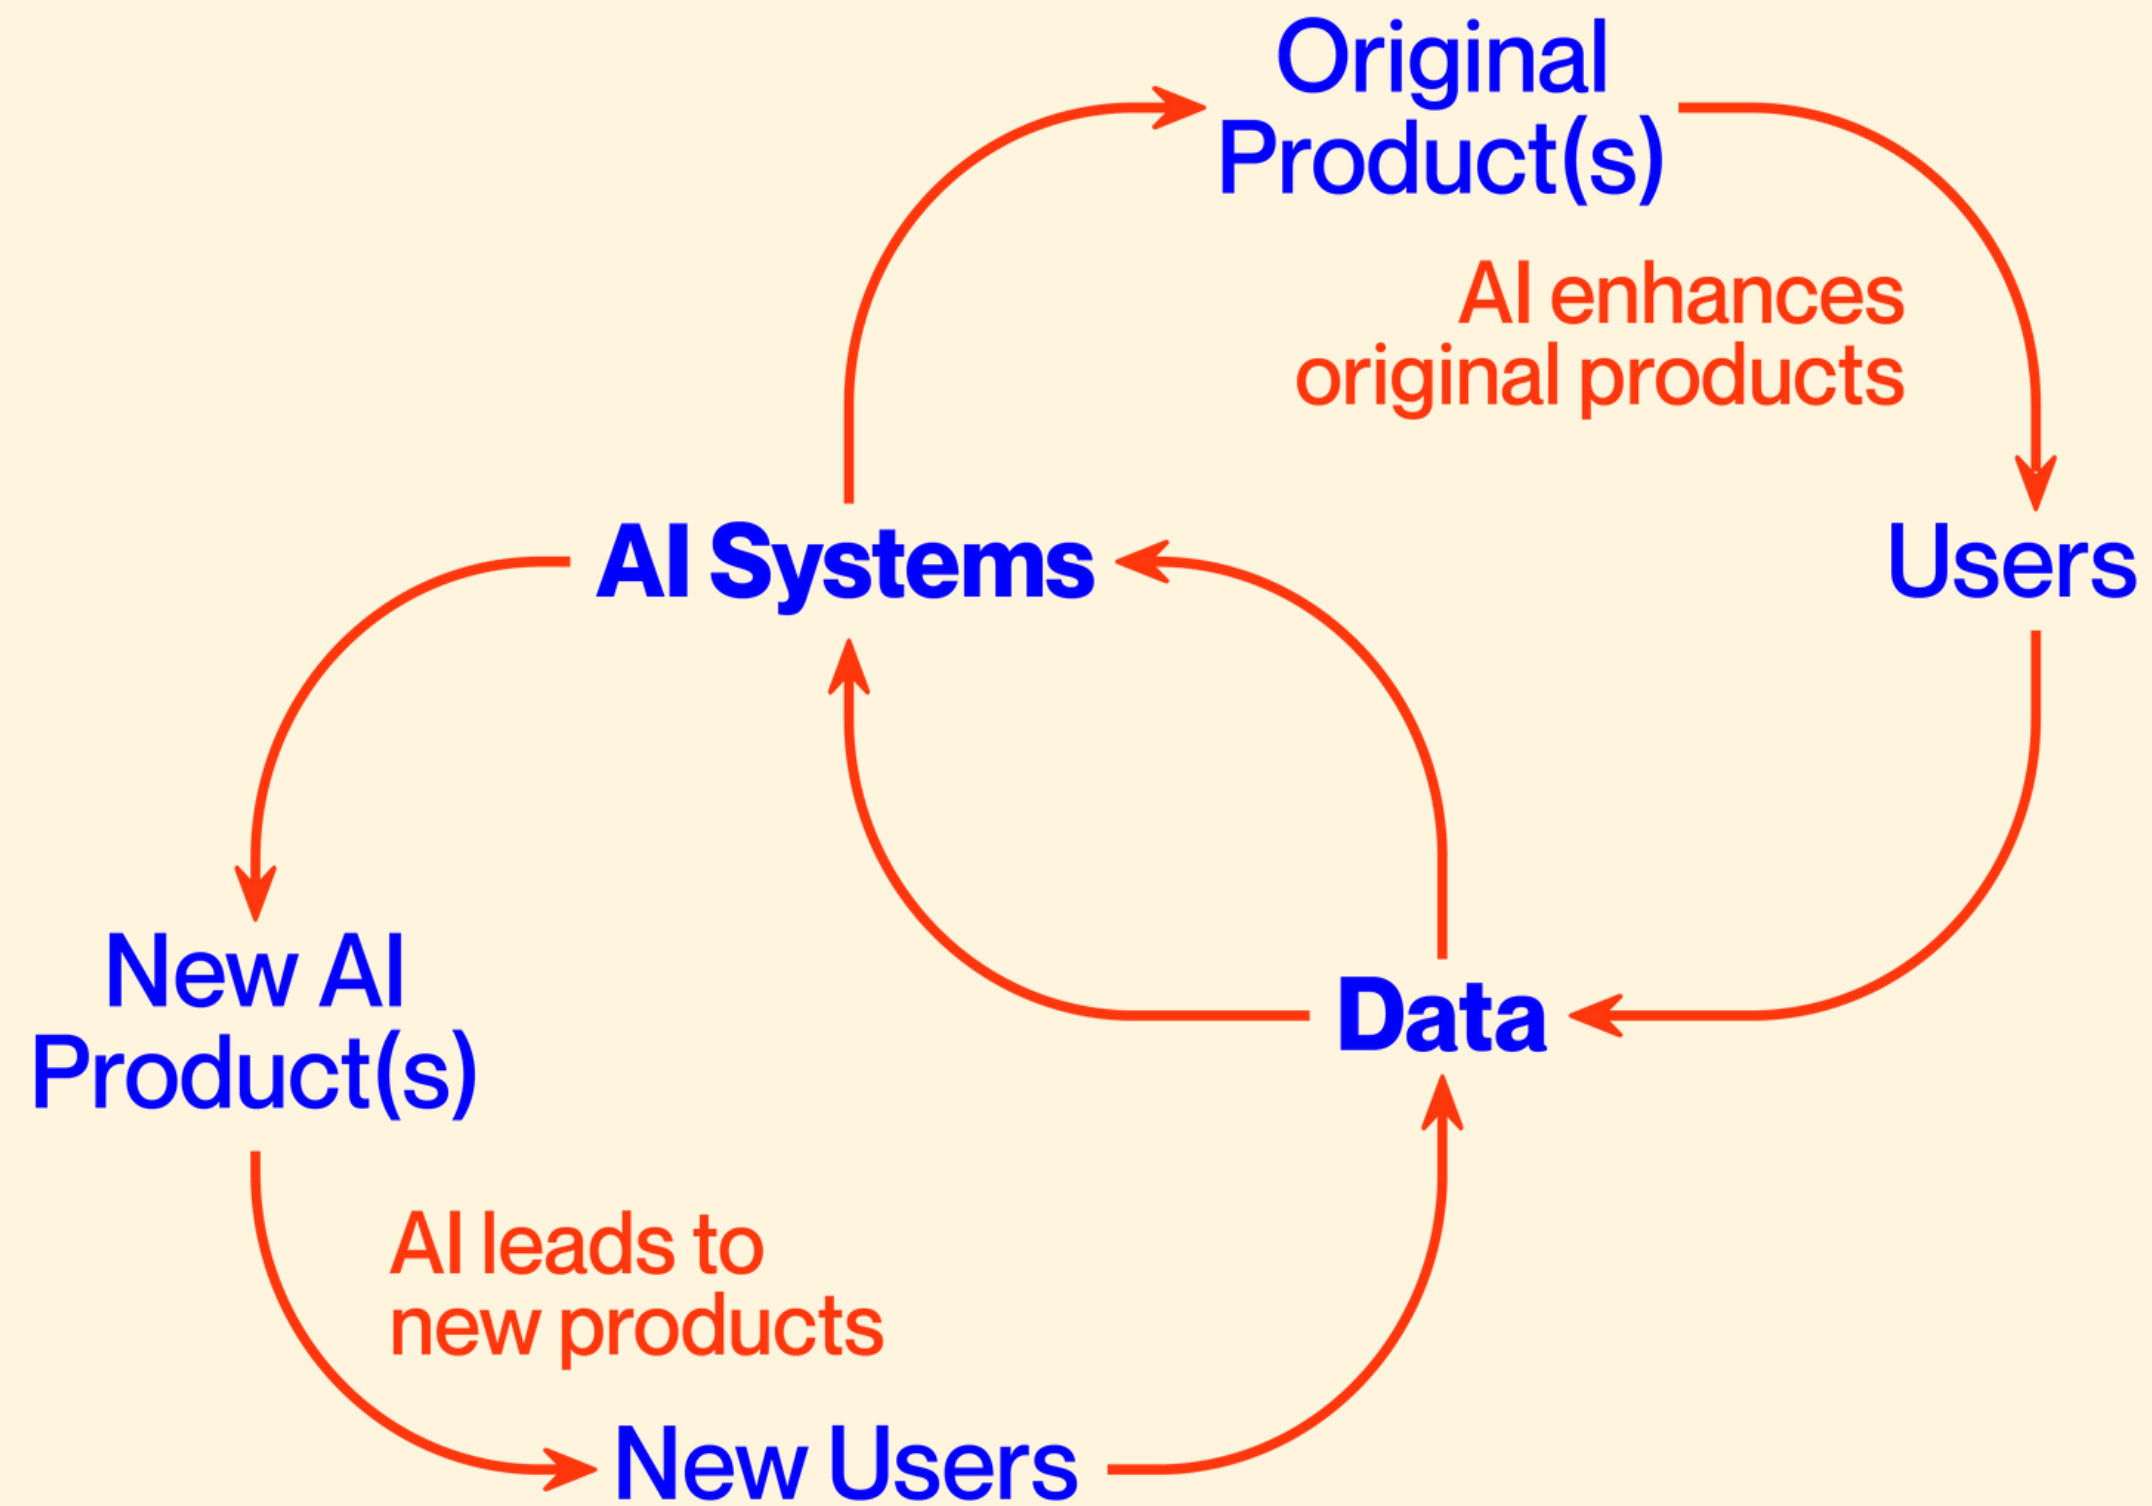 Original
Product(s)
AI enhances
original products
AI Systems
Users
New AI
Product(s)
Data
AI leads to
new products
New Users